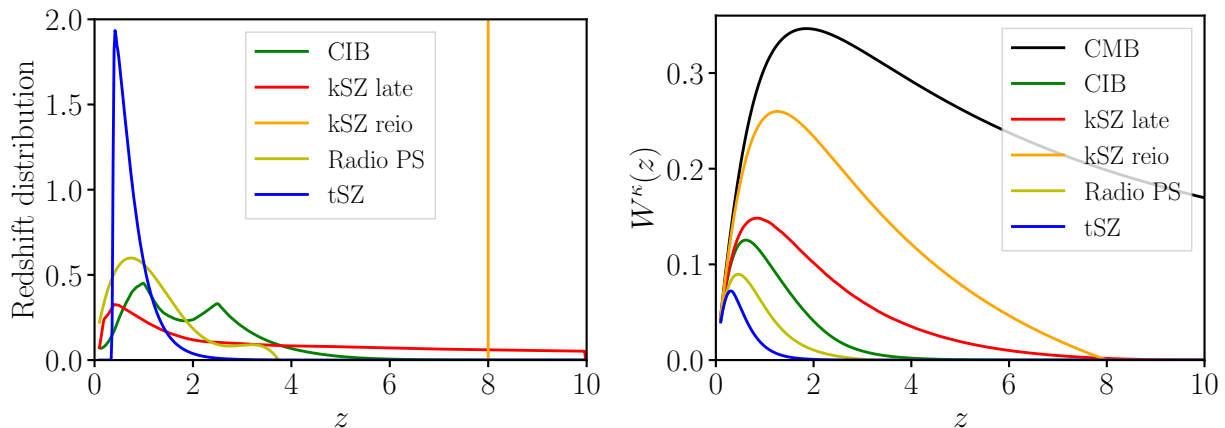 Redshift distribution
2.0
1.5
1.0
0.5
0.0
0 2 4 6 8 10
z
CIB
kSZ late
kSZ reio
Radio PS
tSZ
W^κ(z)
0.3
0.2
0.1
0.0
0 2 4 6 8 10
z
CMB
CIB
kSZ late
kSZ reio
Radio PS
tSZ